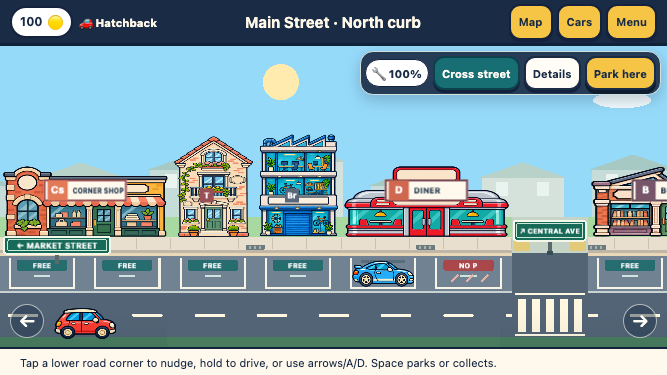 100 Hatchback Main Street · North curb Map Cars Menu
100% Cross street Details Park here
Cs CORNER SHOP T Br D DINER B
← MARKET STREET ↗ CENTRAL AVE
FREE FREE FREE FREE NO P FREE
← →
Tap a lower road corner to nudge, hold to drive, or use arrows/A/D. Space parks or collects.